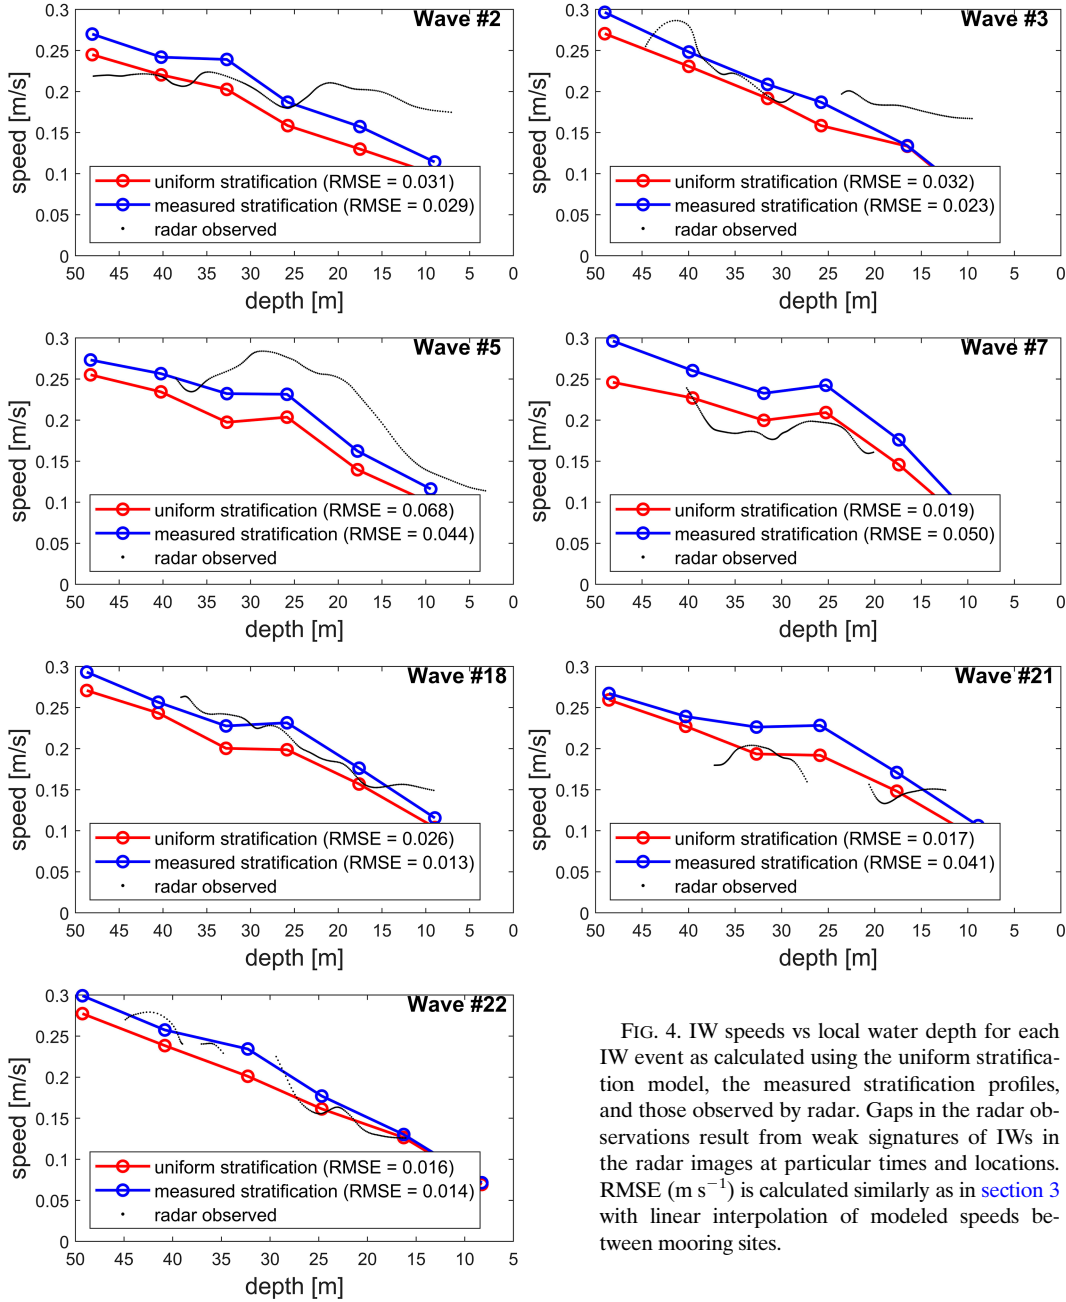 Wave #2
0.3
0.25
0.2
0.15
0.1
0.05
0
speed [m/s]
uniform stratification (RMSE = 0.031)
measured stratification (RMSE = 0.029)
radar observed
50 45 40 35 30 25 20 15 10 5 0
depth [m]
Wave #3
0.3
0.25
0.2
0.15
0.1
0.05
0
speed [m/s]
uniform stratification (RMSE = 0.032)
measured stratification (RMSE = 0.023)
radar observed
50 45 40 35 30 25 20 15 10 5 0
depth [m]
Wave #5
0.3
0.25
0.2
0.15
0.1
0.05
0
speed [m/s]
uniform stratification (RMSE = 0.068)
measured stratification (RMSE = 0.044)
radar observed
50 45 40 35 30 25 20 15 10 5 0
depth [m]
Wave #7
0.3
0.25
0.2
0.15
0.1
0.05
0
speed [m/s]
uniform stratification (RMSE = 0.019)
measured stratification (RMSE = 0.050)
radar observed
50 45 40 35 30 25 20 15 10 5 0
depth [m]
Wave #18
0.3
0.25
0.2
0.15
0.1
0.05
0
speed [m/s]
uniform stratification (RMSE = 0.026)
measured stratification (RMSE = 0.013)
radar observed
50 45 40 35 30 25 20 15 10 5 0
depth [m]
Wave #21
0.3
0.25
0.2
0.15
0.1
0.05
0
speed [m/s]
uniform stratification (RMSE = 0.017)
measured stratification (RMSE = 0.041)
radar observed
50 45 40 35 30 25 20 15 10 5 0
depth [m]
Wave #22
0.3
0.25
0.2
0.15
0.1
0.05
0
speed [m/s]
uniform stratification (RMSE = 0.016)
measured stratification (RMSE = 0.014)
radar observed
50 45 40 35 30 25 20 15 10 5
depth [m]
FIG. 4. IW speeds vs local water depth for each
IW event as calculated using the uniform stratifica-
tion model, the measured stratification profiles,
and those observed by radar. Gaps in the radar ob-
servations result from weak signatures of IWs in
the radar images at particular times and locations.
RMSE (m s⁻¹) is calculated similarly as in section 3
with linear interpolation of modeled speeds be-
tween mooring sites.